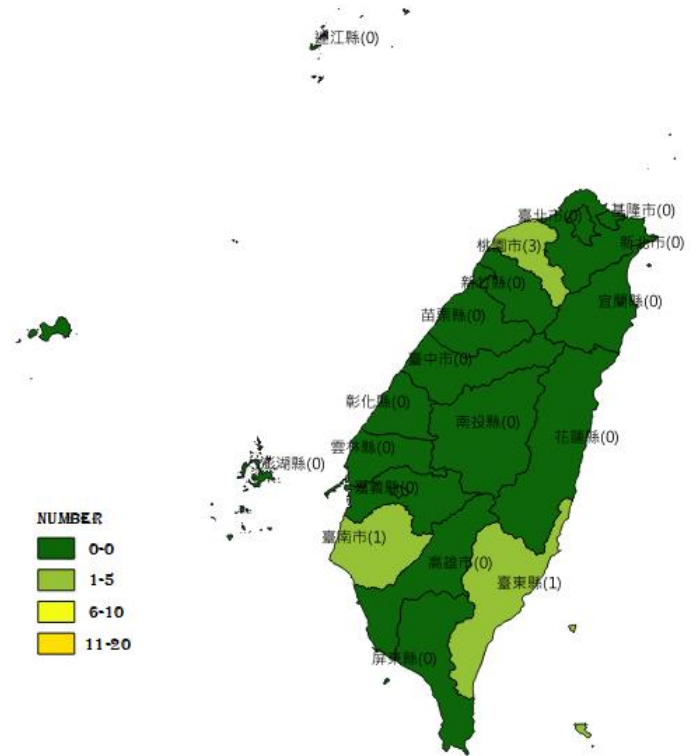 連江縣(0)
臺北市(0)
基隆市(0)
新北市(0)
桃園市(3)
新竹縣(0)
宜蘭縣(0)
苗栗縣(0)
臺中市(0)
彰化縣(0)
南投縣(0)
花蓮縣(0)
雲林縣(0)
澎湖縣(0)
嘉義縣(0)
臺南市(1)
高雄市(0)
臺東縣(1)
屏東縣(0)
NUMBER
0-0
1-5
6-10
11-20